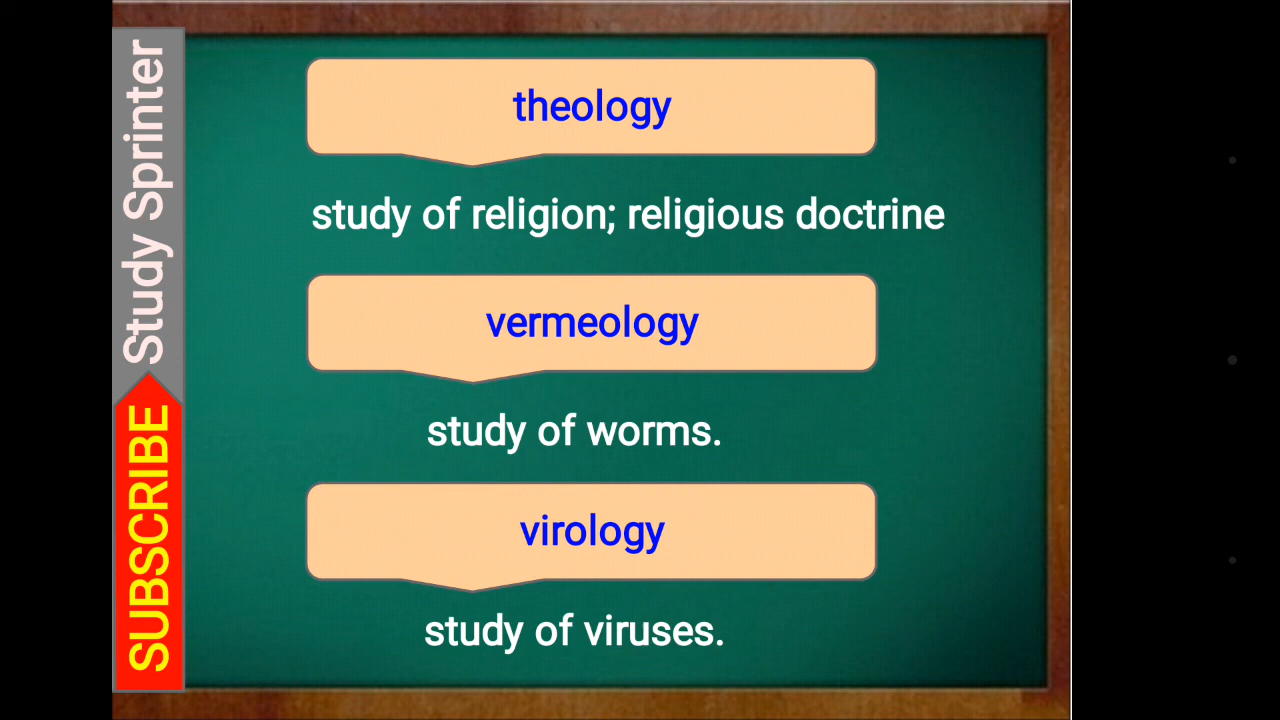 theology
study of religion; religious doctrine
vermeology
study of worms.
virology
study of viruses.
Study Sprinter
SUBSCRIBE